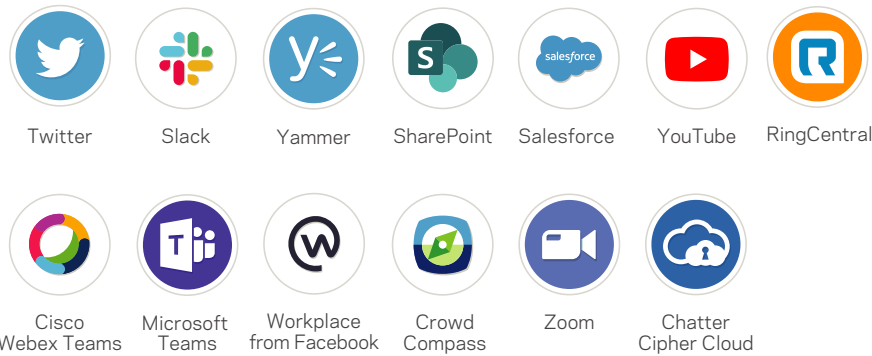 salesforce
S
Twitter
Slack
Yammer
SharePoint
Salesforce
YouTube
RingCentral
T
Cisco
Webex Teams
Microsoft
Teams
Workplace
from Facebook
Crowd
Compass
Zoom
Chatter
Cipher Cloud